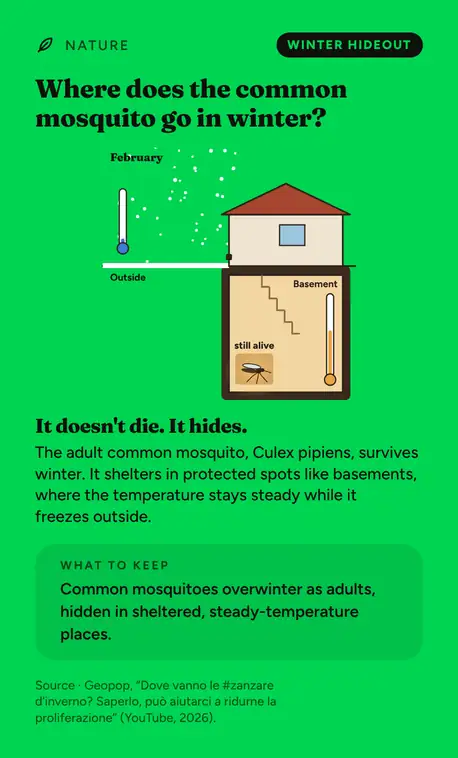 NATURE
WINTER HIDEOUT
Where does the common
mosquito go in winter?
February
Outside
Basement
still alive
It doesn't die. It hides.
The adult common mosquito, Culex pipiens, survives
winter. It shelters in protected spots like basements,
where the temperature stays steady while it
freezes outside.
WHAT TO KEEP
Common mosquitoes overwinter as adults,
hidden in sheltered, steady-temperature
places.
Source · Geopop, "Dove vanno le #zanzare
d'inverno? Saperlo, può aiutarci a ridurne la
proliferazione" (YouTube, 2026).